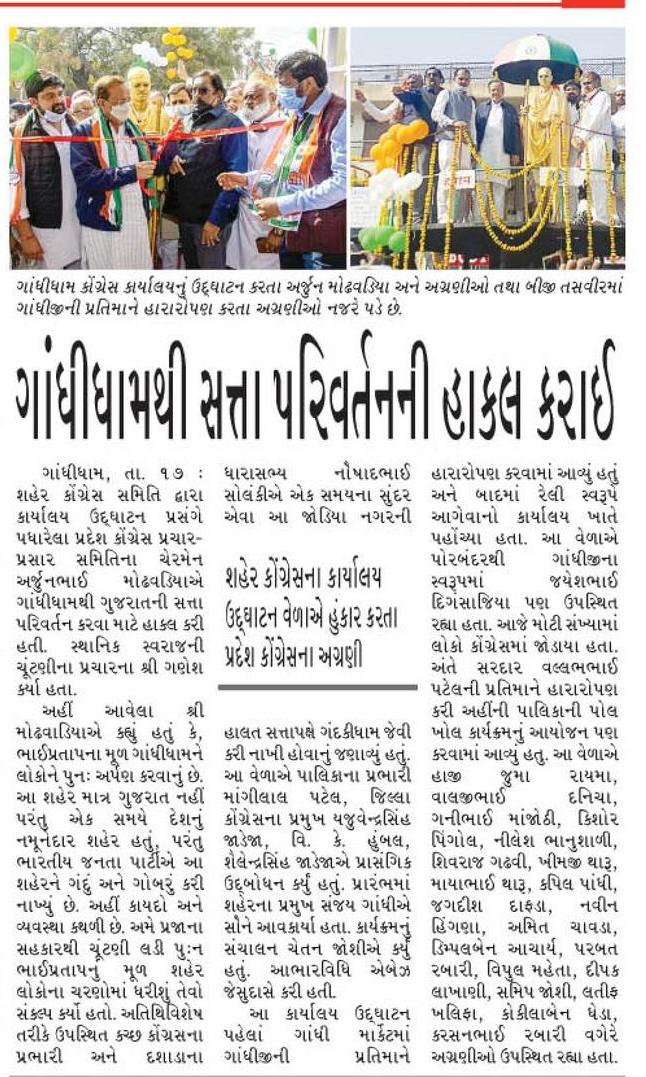 ગાંધીધામ કોંગ્રેસ કાર્યાલયનું ઉદ્‌ઘાટન કરતા અર્જુન મોઢવડિયા અને અગ્રણીઓ તથા બીજી તસવીરમાં
ગાંધીજીની પ્રતિમાને હારારોપણ કરતા અગ્રણીઓ નજરે પડે છે.
ગાંધીધામથી સત્તા પરિવર્તનની હાકલ કરાઈ
ગાંધીધામ, તા. ૧૭ :
શહેર કોંગ્રેસ સમિતિ દ્વારા
કાર્યાલય ઉદ્‌ઘાટન પ્રસંગે
પધારેલા પ્રદેશ કોંગ્રેસ પ્રચાર-
પ્રસાર સમિતિના ચેરમેન
અર્જુનભાઈ મોઢવડિયાએ
ગાંધીધામથી ગુજરાતની સત્તા
પરિવર્તન કરવા માટે હાકલ કરી
હતી. સ્થાનિક સ્વરાજની
ચૂંટણીના પ્રચારના શ્રી ગણેશ
કર્યા હતા.
અહીં આવેલા શ્રી
મોઢવાડિયાએ કહ્યું હતું કે,
ભાઈપ્રતાપના મૂળ ગાંધીધામને
લોકોને પુનઃ અર્પણ કરવાનું છે.
આ શહેર માત્ર ગુજરાત નહીં
પરંતુ એક સમયે દેશનું
નમૂનેદાર શહેર હતું, પરંતુ
ભારતીય જનતા પાર્ટીએ આ
શહેરને ગંદું અને ગોબરું કરી
નાખ્યું છે. અહીં કાયદો અને
વ્યવસ્થા કથળી છે. અમે પ્રજાના
સહકારથી ચૂંટણી લડી પુઃન
ભાઈપ્રતાપનું મૂળ શહેર
લોકોના ચરણોમાં ધરીશું તેવો
સંકલ્પ કર્યો હતો. અતિથિવિશેષ
તરીકે ઉપસ્થિત કચ્છ કોંગ્રેસના
પ્રભારી અને દશાડાના
ધારાસભ્ય નૌષાદભાઈ
સોલંકીએ એક સમયના સુંદર
એવા આ જોડિયા નગરની
શહેર કોંગ્રેસના કાર્યાલય
ઉદ્‌ઘાટન વેળાએ હુંકાર કરતા
પ્રદેશ કોંગ્રેસના અગ્રણી
હાલત સત્તાપક્ષે ગંદકીધામ જેવી
કરી નાખી હોવાનું જણાવ્યું હતું.
આ વેળાએ પાલિકાના પ્રભારી
માંગીલાલ પટેલ, જિલ્લા
કોંગ્રેસના પ્રમુખ યજુવેન્દ્રસિંહ
જાડેજા, વિ. કે. હુંબલ,
શૈલેન્દ્રસિંહ જાડેજાએ પ્રાસંગિક
ઉદ્‌બોધન કર્યું હતું. પ્રારંભમાં
શહેરના પ્રમુખ સંજય ગાંધીએ
સૌને આવકાર્યા હતા. કાર્યક્રમનું
સંચાલન ચેતન જોશીએ કર્યું
હતું. આભારવિધિ એબેઝ
જેસુદાસે કરી હતી.
આ કાર્યાલય ઉદ્‌ઘાટન
પહેલાં ગાંધી માર્કેટમાં
ગાંધીજીની પ્રતિમાને
હારારોપણ કરવામાં આવ્યું હતું
અને બાદમાં રેલી સ્વરૂપે
આગેવાનો કાર્યાલય ખાતે
પહોંચ્યા હતા. આ વેળાએ
પોરબંદરથી ગાંધીજીના
સ્વરૂપમાં જયેશભાઈ
દિગંસાજિયા પણ ઉપસ્થિત
રહ્યા હતા. આજે મોટી સંખ્યામાં
લોકો કોંગ્રેસમાં જોડાયા હતા.
અંતે સરદાર વલ્લભભાઈ
પટેલની પ્રતિમાને હારારોપણ
કરી અહીંની પાલિકાની પોલ
ખોલ કાર્યક્રમનું આયોજન પણ
કરવામાં આવ્યું હતુ. આ વેળાએ
હાજી જુમા રાયમા,
વાલજીભાઈ દનિચા,
ગનીભાઈ માંજોઠી, કિશોર
પિંગોલ, નીલેશ ભાનુશાળી,
શિવરાજ ગઢવી, ખીમજી થારૂ,
માયાભાઈ થારૂ, કપિલ પાંધી,
જગદીશ દાફડા, નવીન
હિંગણા, અમિત ચાવડા,
ડિમ્પલબેન આચાર્ય, પરબત
રબારી, વિપુલ મહેતા, દીપક
લાખાણી, સમિપ જોશી, લતીફ
ખલિફા, કોકીલાબેન ધેડા,
કરસનભાઈ રબારી વગેરે
અગ્રણીઓ ઉપસ્થિત રહ્યા હતા.